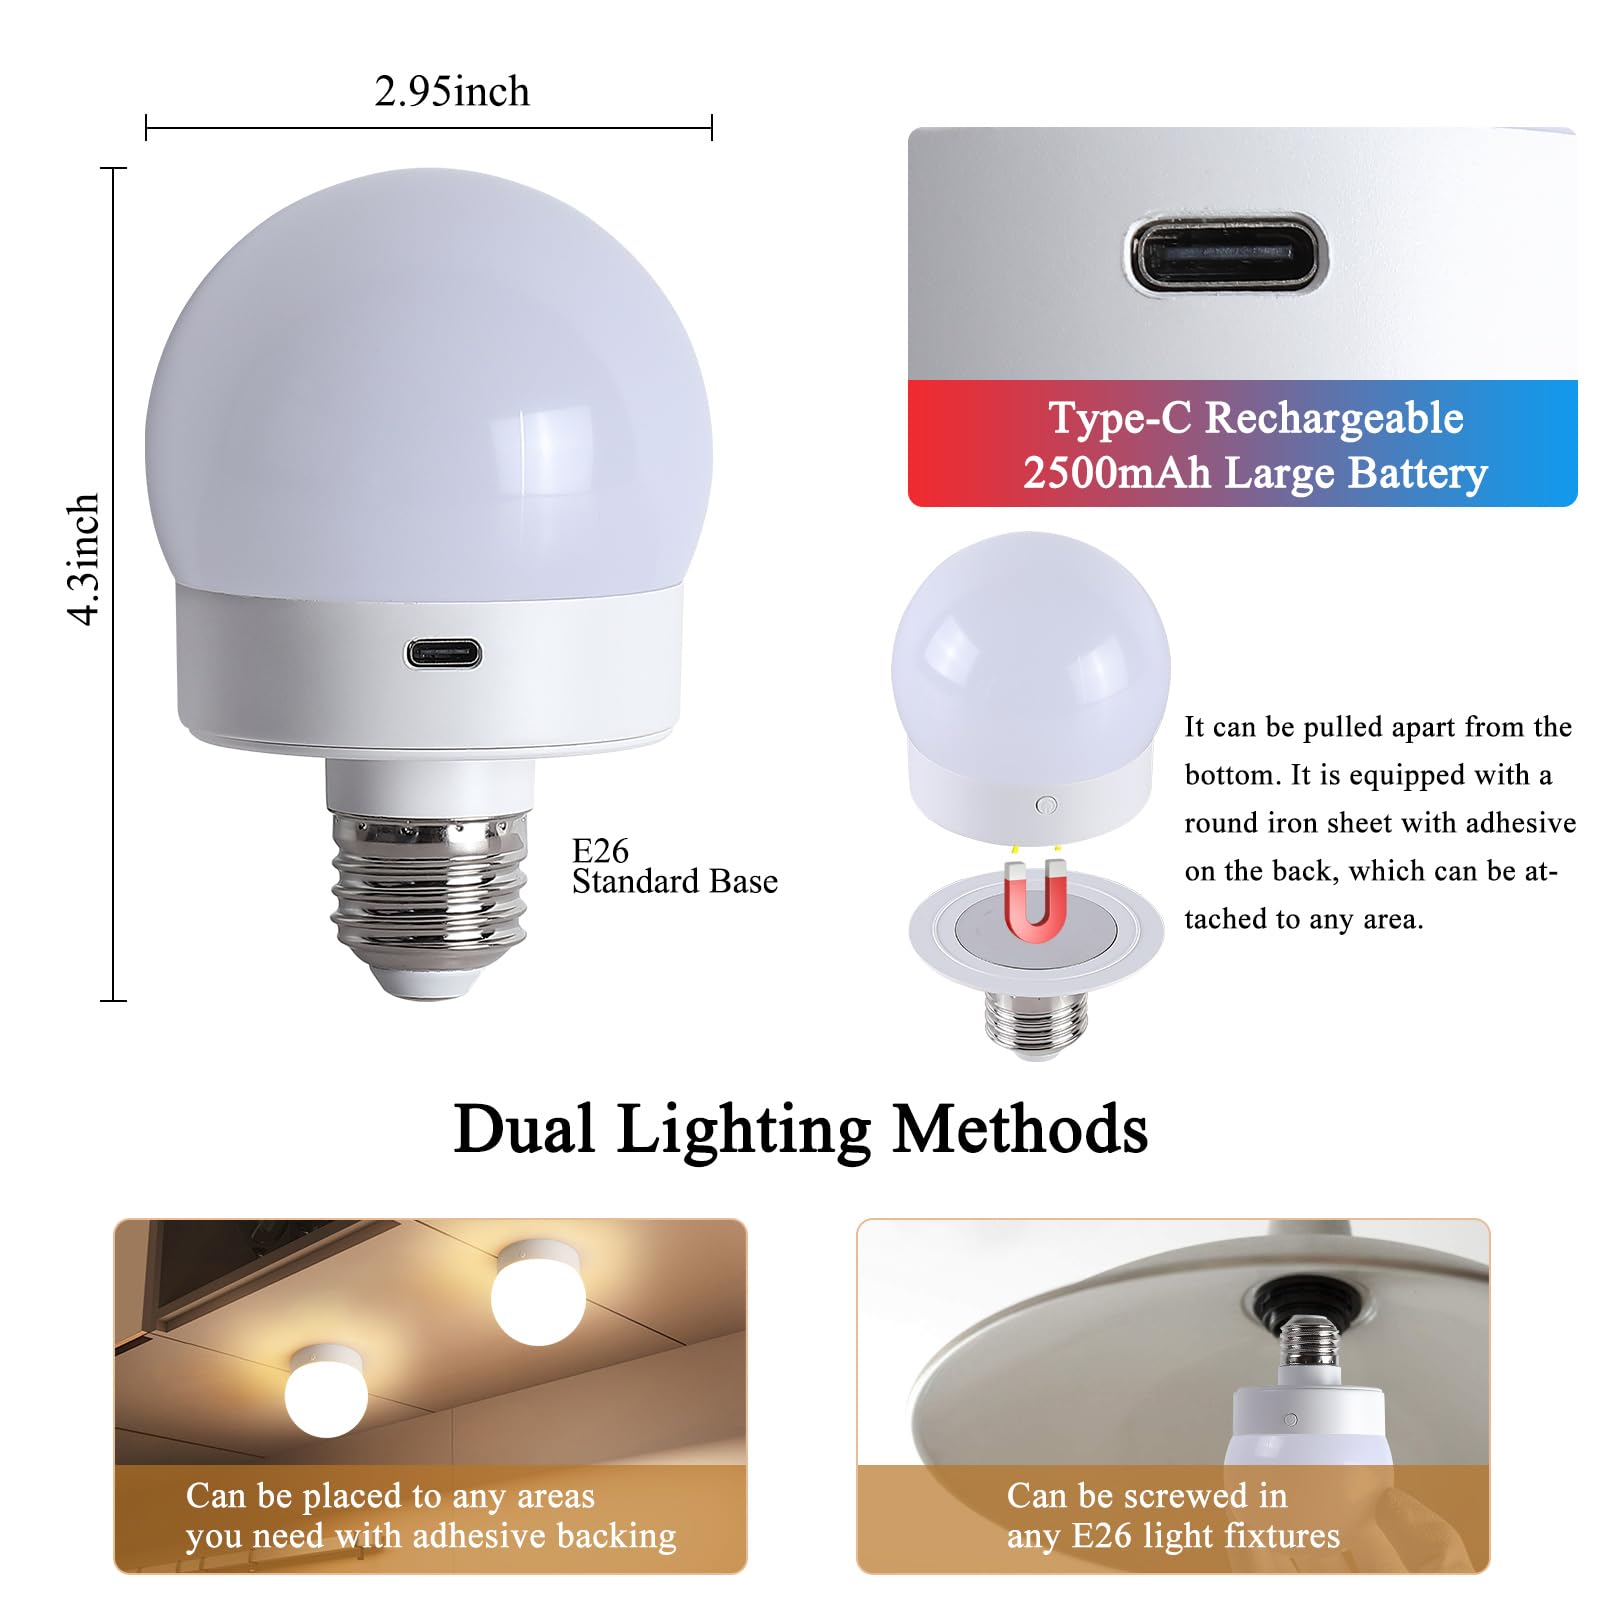 2.95inch
4.3inch
E26
Standard Base
Type-C Rechargeable
2500mAh Large Battery
It can be pulled apart from the
bottom. It is equipped with a
round iron sheet with adhesive
on the back, which can be at-
tached to any area.
Dual Lighting Methods
Can be placed to any areas
you need with adhesive backing
Can be screwed in
any E26 light fixtures